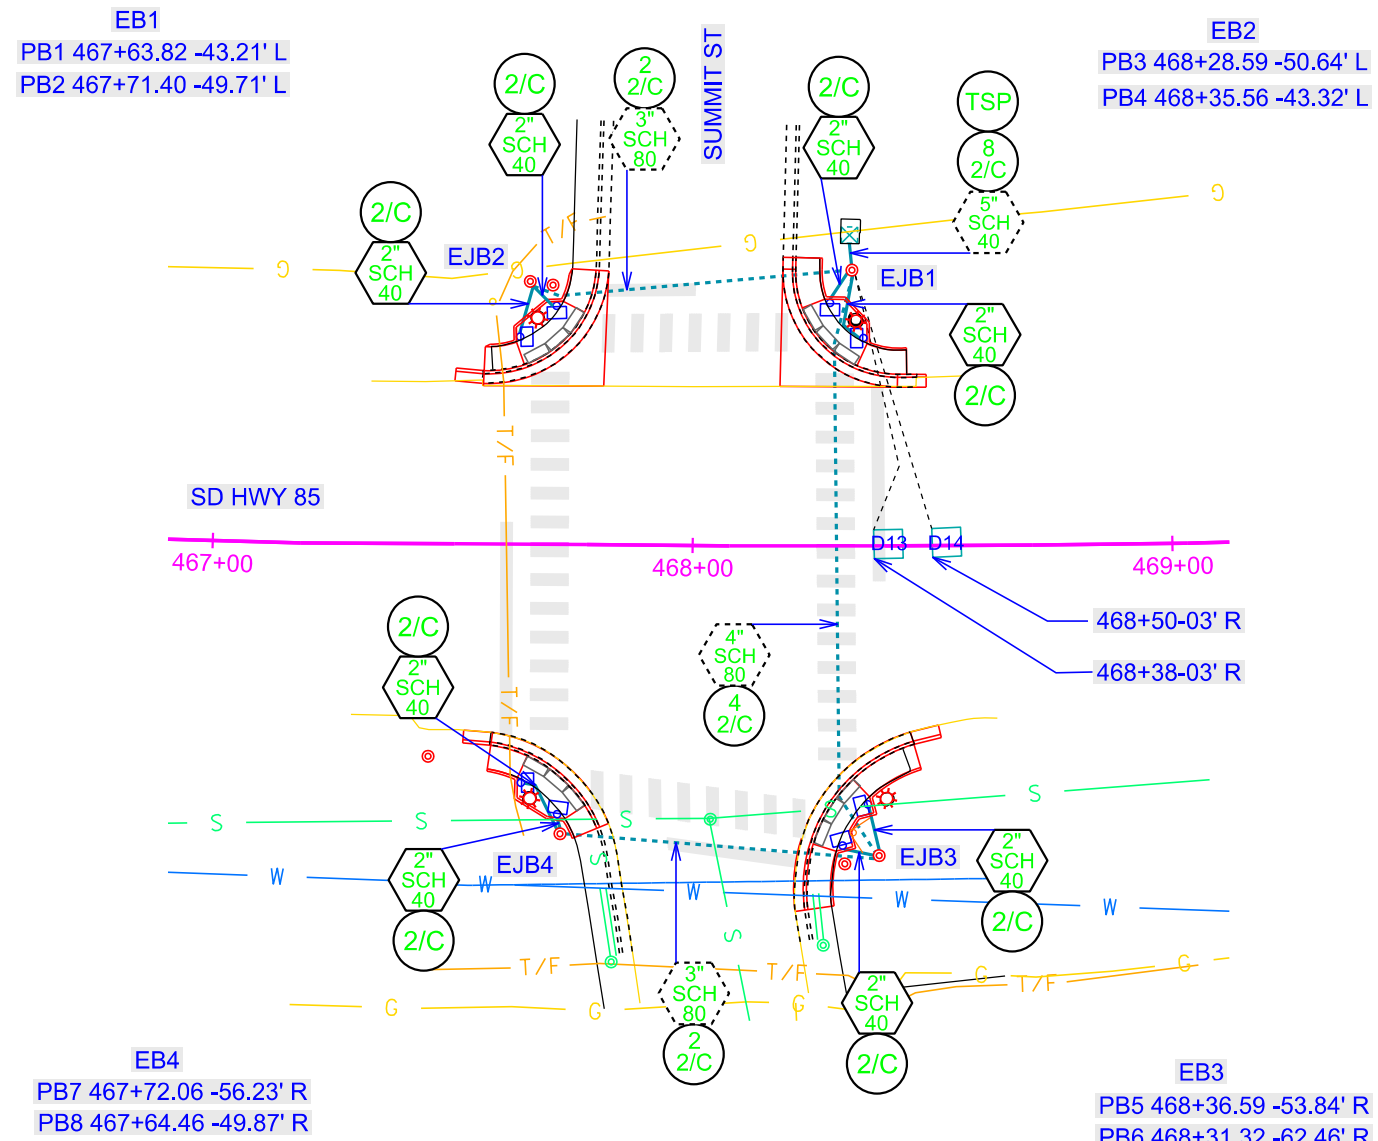 EB1
PB1 467+63.82 -43.21' L
PB2 467+71.40 -49.71' L
EB2
PB3 468+28.59 -50.64' L
PB4 468+35.56 -43.32' L
2/C
2"
SCH
40
2
2/C
3"
SCH
80
SUMMIT ST
2/C
2"
SCH
40
TSP
8
2/C
5"
SCH
40
2/C
2"
SCH
40
EJB2
T/F
T
G
G
G
G
EJB1
2"
SCH
40
2/C
T/F
SD HWY 85
467+00
468+00
469+00
D13
D14
468+50-03' R
468+38-03' R
2/C
2"
SCH
40
4"
SCH
80
4
2/C
T/F
S
S
S
S
S
S
S
EJB4
EJB3
2"
SCH
40
2/C
2"
SCH
40
2/C
W
W
W
W
W
T/F
T/F
T/F
G
G
G
G
G
3"
SCH
80
2
2/C
2"
SCH
40
2/C
EB4
PB7 467+72.06 -56.23' R
PB8 467+64.46 -49.87' R
EB3
PB5 468+36.59 -53.84' R
PB6 468+31.32 -62.46' R